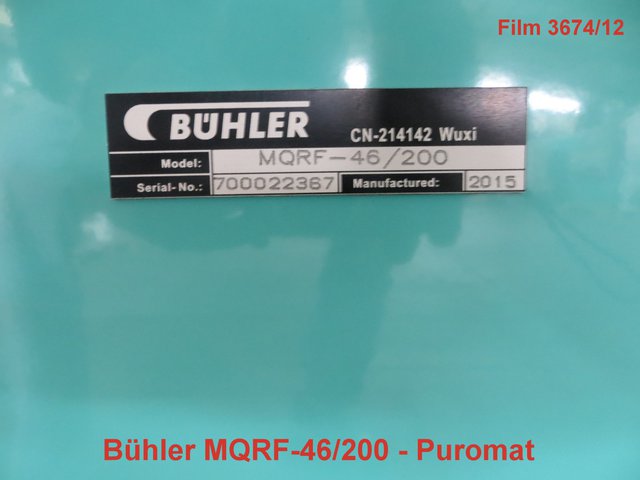 Film 3674/12
BÜHLER
CN-214142 Wuxi
Model: MQRF-46/200
Serial-No.: 700022367 Manufactured: 2015
Bühler MQRF-46/200 - Puromat